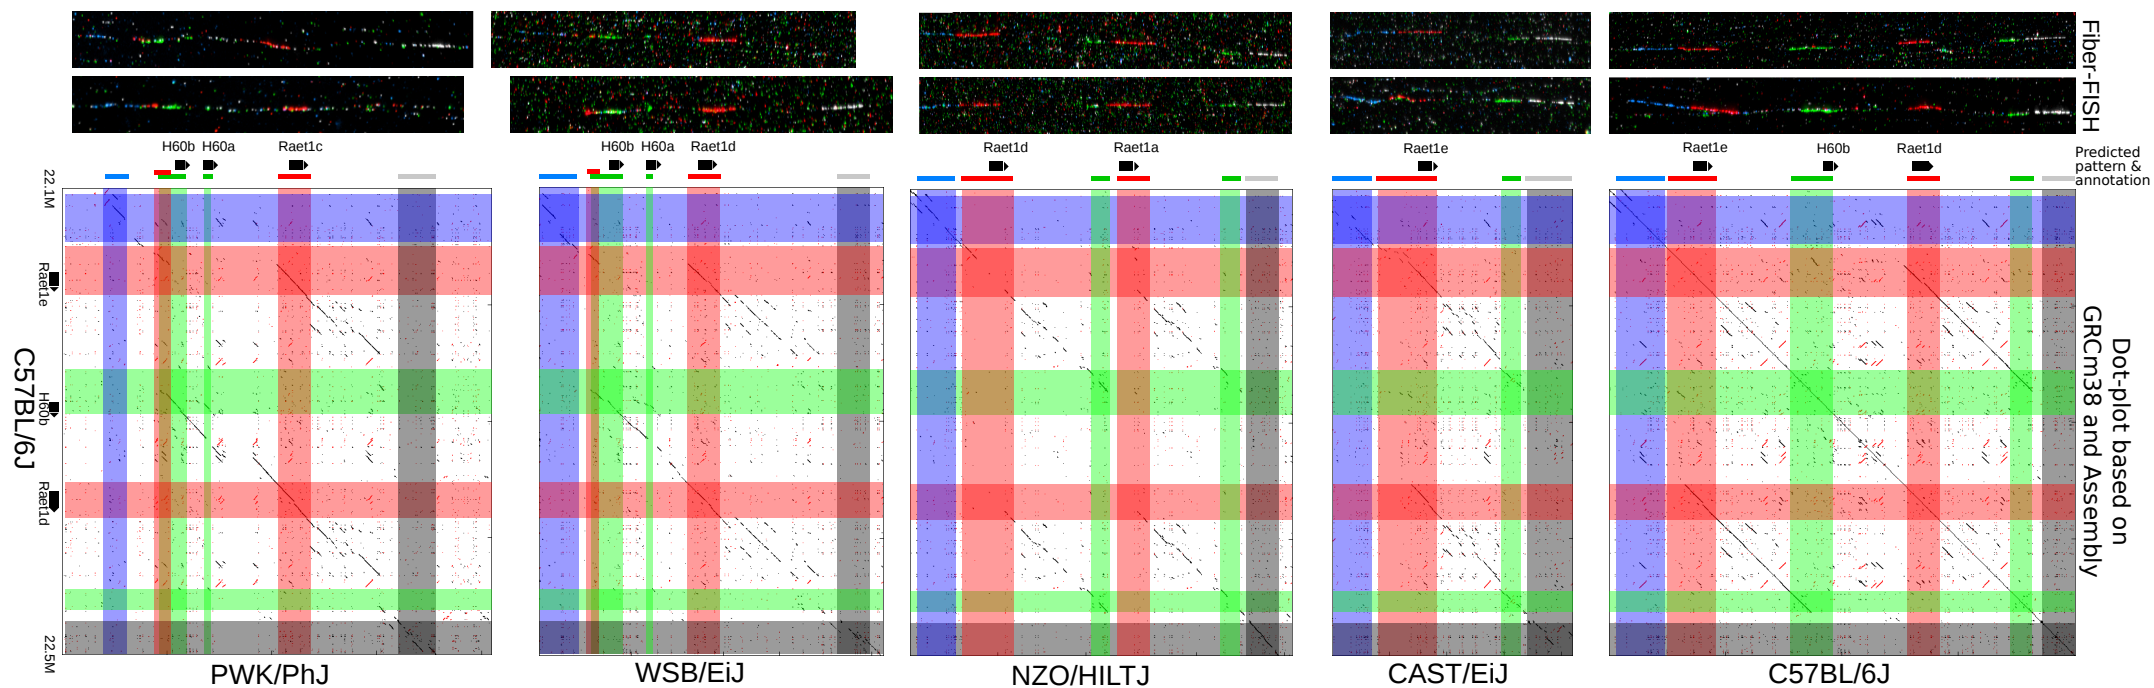 Fiber-FISH
H60b H60a Raet1c
H60b H60a Raet1d
Raet1d Raet1a
Raet1e
Raet1e H60b Raet1d
Predicted
pattern &
annotation
22.1M
Raet1e
H60b
Raet1d
22.5M
C57BL/6J
Dot-plot based on
GRCm38 and Assembly
PWK/PhJ
WSB/EiJ
NZO/HILTJ
CAST/EiJ
C57BL/6J